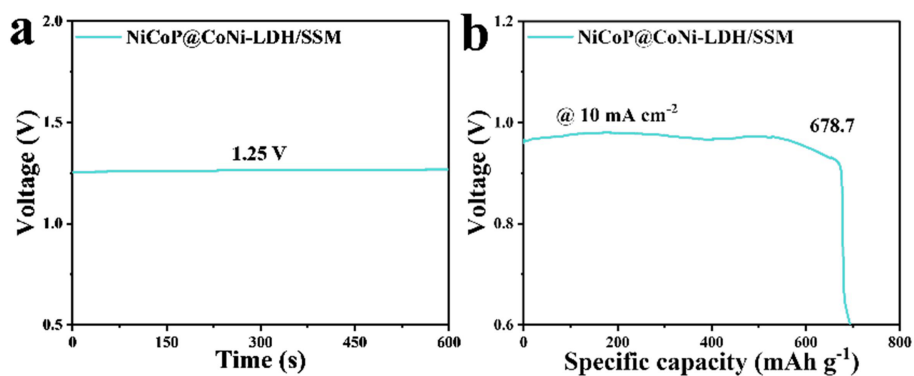 a
NiCoP@CoNi-LDH/SSM
2.0
1.5
1.0
0.5
Voltage (V)
1.25 V
0 150 300 450 600
Time (s)
b
NiCoP@CoNi-LDH/SSM
1.2
1.0
0.8
0.6
Voltage (V)
@ 10 mA cm⁻²
678.7
0 200 400 600 800
Specific capacity (mAh g⁻¹)